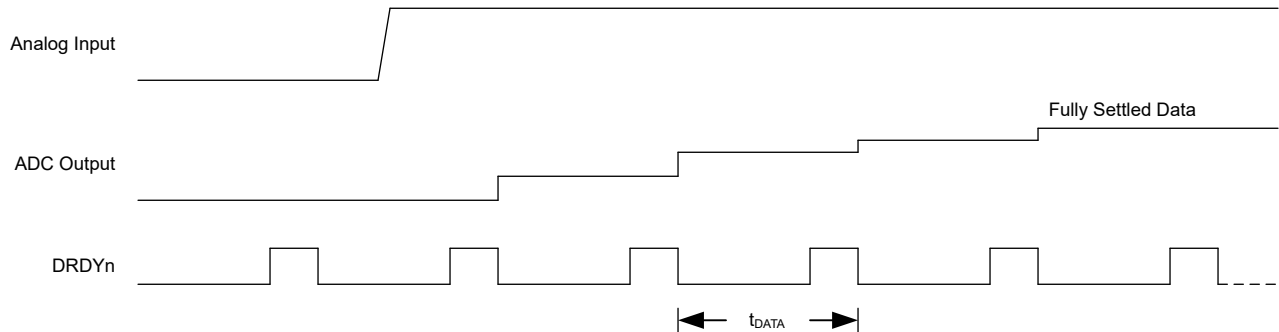 Analog Input
Fully Settled Data
ADC Output
DRDYn
tDATA